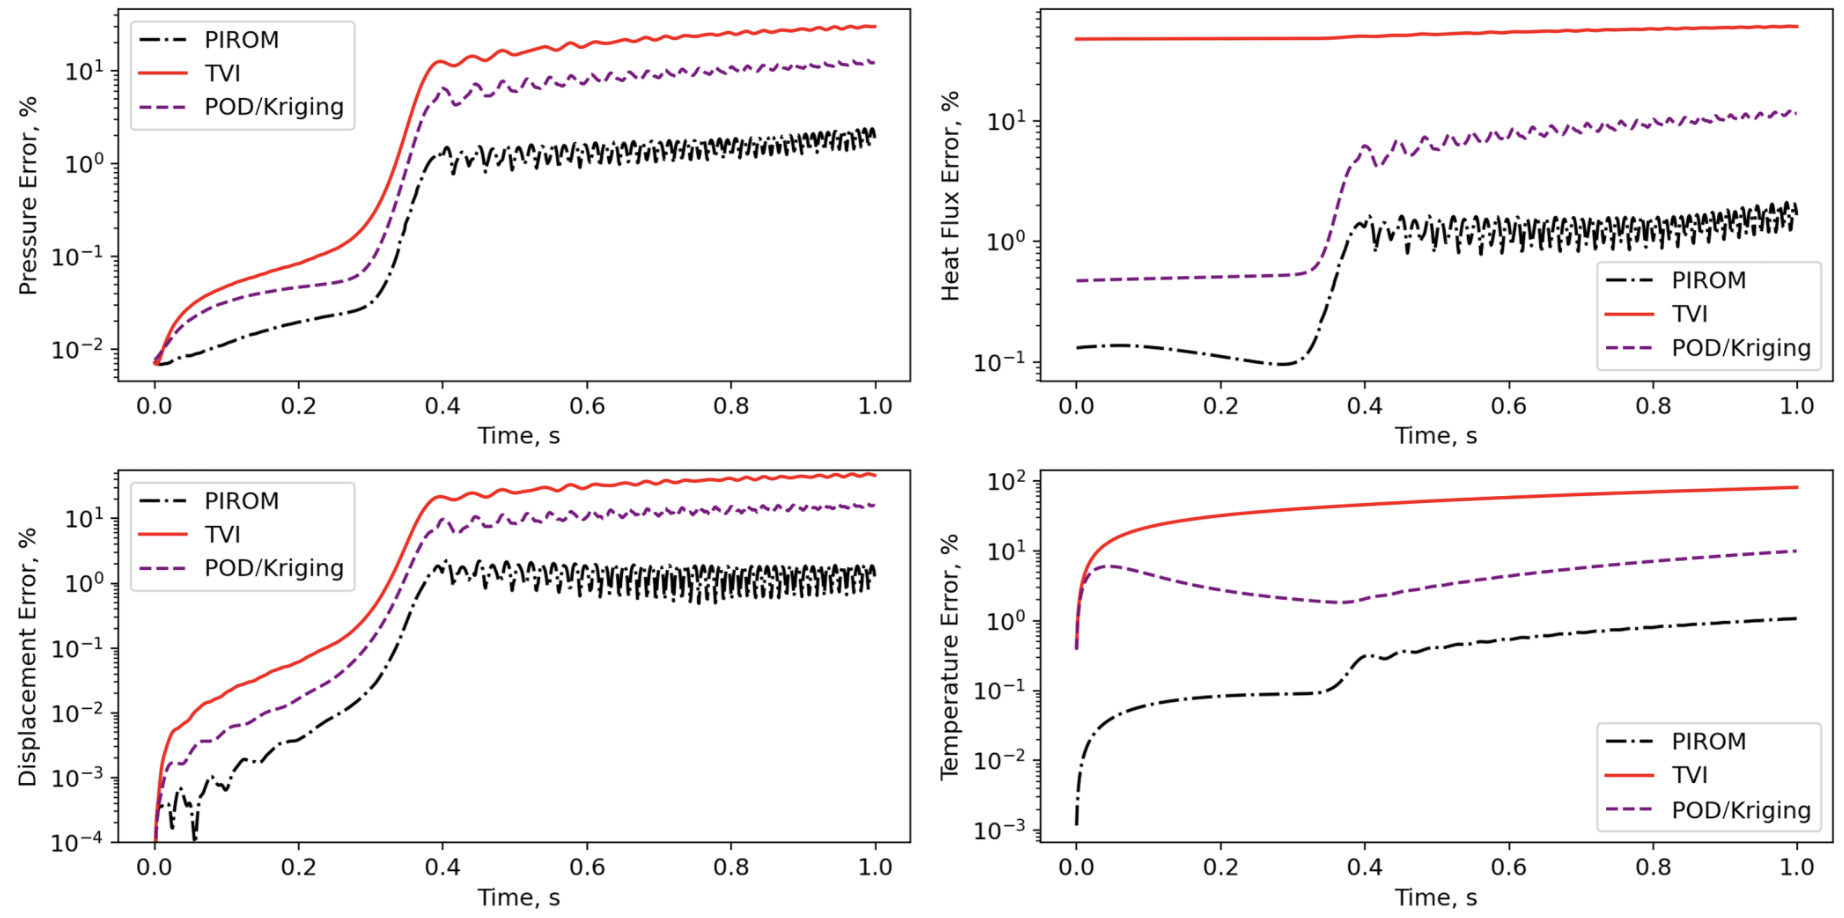 Pressure Error, %
10^1
10^0
10^-1
10^-2
PIROM
TVI
POD/Kriging
0.0 0.2 0.4 0.6 0.8 1.0
Time, s
Heat Flux Error, %
10^1
10^0
10^-1
PIROM
TVI
POD/Kriging
0.0 0.2 0.4 0.6 0.8 1.0
Time, s
Displacement Error, %
10^1
10^0
10^-1
10^-2
10^-3
10^-4
PIROM
TVI
POD/Kriging
0.0 0.2 0.4 0.6 0.8 1.0
Time, s
Temperature Error, %
10^2
10^1
10^0
10^-1
10^-2
10^-3
PIROM
TVI
POD/Kriging
0.0 0.2 0.4 0.6 0.8 1.0
Time, s